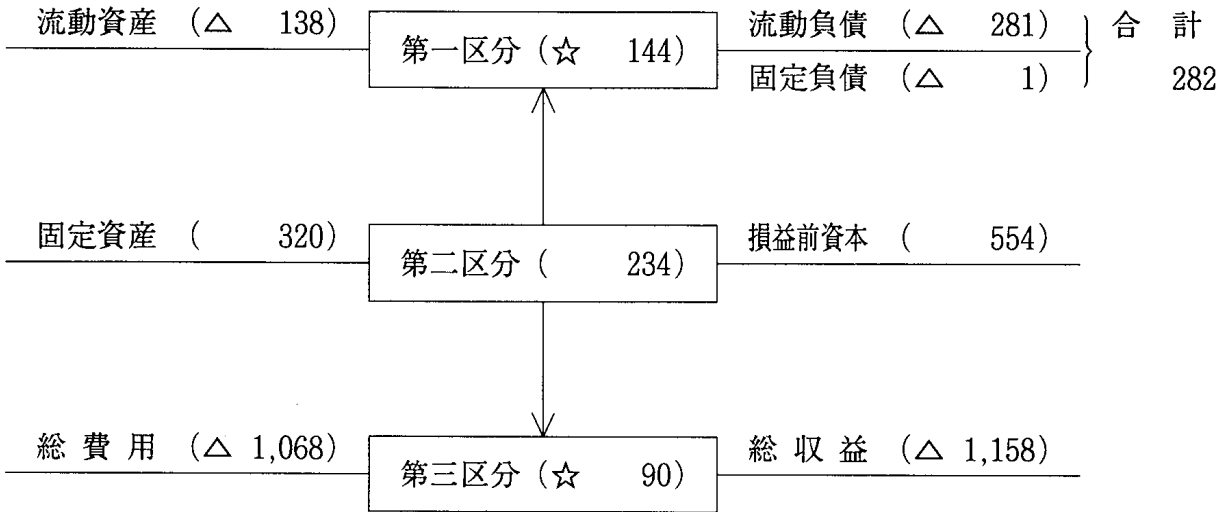 流動資産 (△ 138) 第一区分 (☆ 144) 流動負債 (△ 281) 合 計
固定負債 (△ 1) 282
固定資産 ( 320) 第二区分 ( 234) 損益前資本 ( 554)
総 費 用 (△ 1,068) 第三区分 (☆ 90) 総 収 益 (△ 1,158)